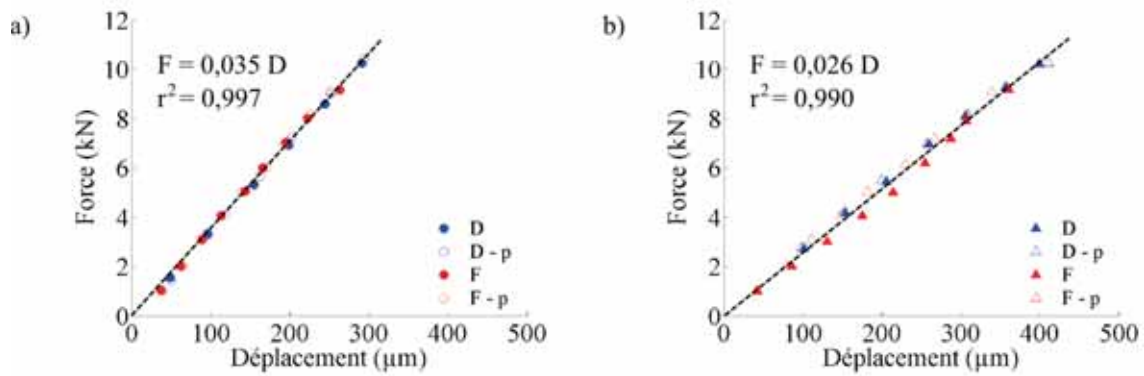 a)
12
10
8
6
4
2
0
Force (kN)
F = 0,035 D
r² = 0,997
D
D - p
F
F - p
0 100 200 300 400 500
Déplacement (µm)
b)
12
10
8
6
4
2
0
Force (kN)
F = 0,026 D
r² = 0,990
D
D - p
F
F - p
0 100 200 300 400 500
Déplacement (µm)